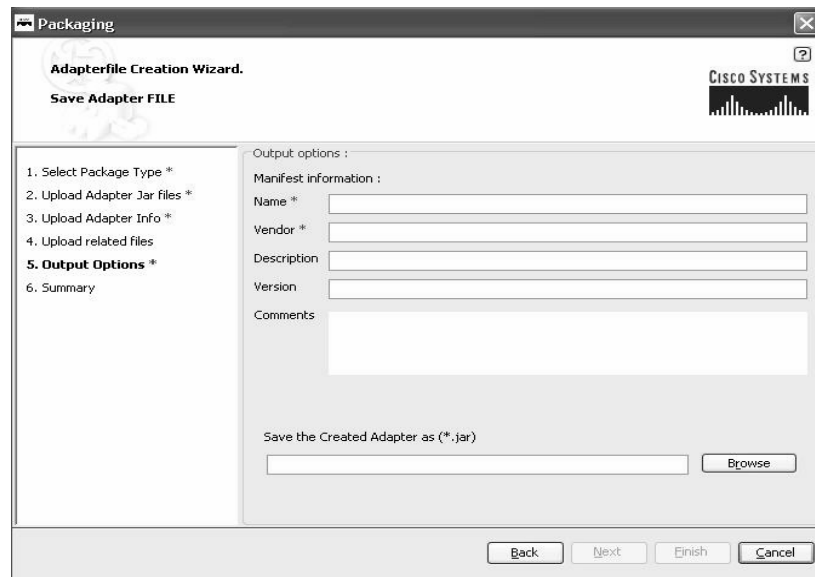 Packaging
Adapterfile Creation Wizard.
Save Adapter FILE
?
CISCO SYSTEMS
1. Select Package Type *
2. Upload Adapter Jar files *
3. Upload Adapter Info *
4. Upload related files
5. Output Options *
6. Summary
Output options :
Manifest information :
Name *
Vendor *
Description
Version
Comments
Save the Created Adapter as (*.jar)
Browse
Back
Next
Finish
Cancel